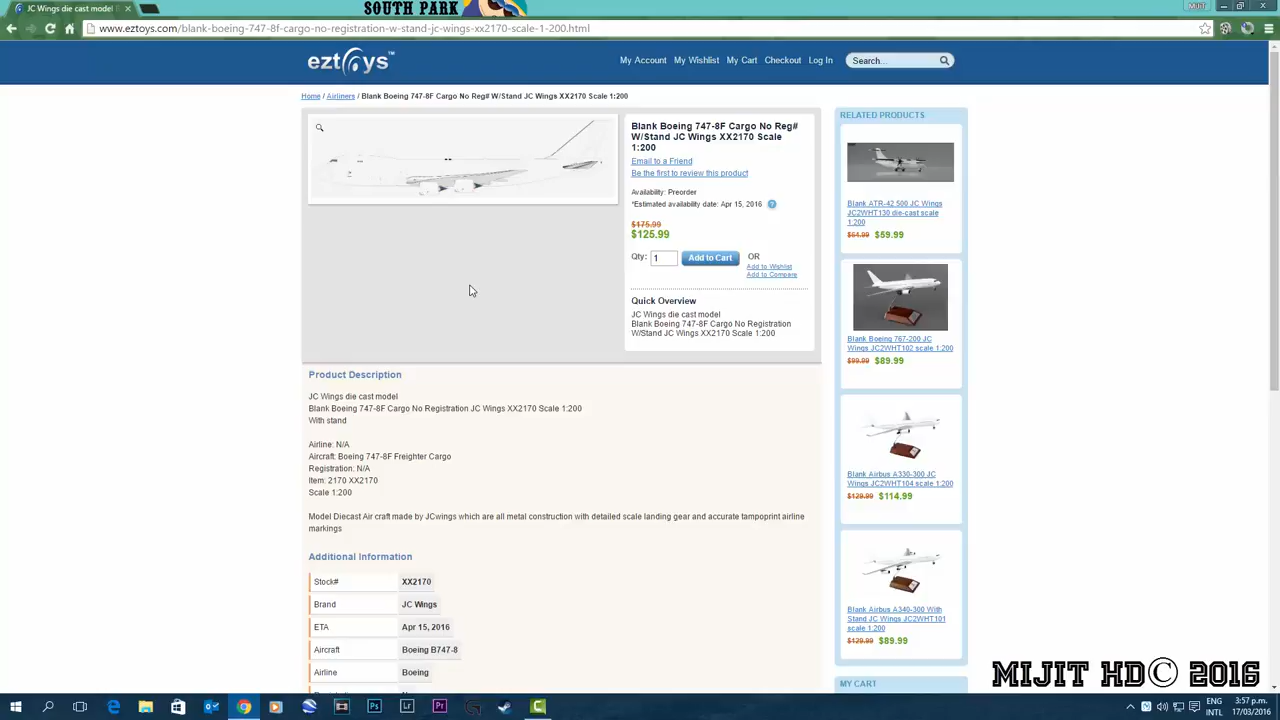 SOUTH PARK
JC Wings die cast model
MIJIT
www.eztoys.com/blank-boeing-747-8f-cargo-no-registration-w-stand-jc-wings-xx2170-scale-1-200.html
eztoys™
My Account My Wishlist My Cart Checkout Log In
Search...
Home / Airliners / Blank Boeing 747-8F Cargo No Reg# W/Stand JC Wings XX2170 Scale 1:200
Blank Boeing 747-8F Cargo No Reg#
W/Stand JC Wings XX2170 Scale
1:200
Email to a Friend
Be the first to review this product
Availability: Preorder
*Estimated availability date: Apr 15, 2016 ?
$175.99
$125.99
Qty: 1 Add to Cart OR
Add to Wishlist
Add to Compare
Quick Overview
JC Wings die cast model
Blank Boeing 747-8F Cargo No Registration
W/Stand JC Wings XX2170 Scale 1:200
Product Description
JC Wings die cast model
Blank Boeing 747-8F Cargo No Registration JC Wings XX2170 Scale 1:200
With stand
Airline: N/A
Aircraft: Boeing 747-8F Freighter Cargo
Registration: N/A
Item: 2170 XX2170
Scale 1:200
Model Diecast Air craft made by JCwings which are all metal construction with detailed scale landing gear and accurate tampoprint airline
markings
Additional Information
Stock# XX2170
Brand JC Wings
ETA Apr 15, 2016
Aircraft Boeing B747-8
Airline Boeing
RELATED PRODUCTS
Blank ATR-42 500 JC Wings
JC2WHT130 die-cast scale
1:200
$64.99 $59.99
Blank Boeing 767-200 JC
Wings JC2WHT102 scale 1:200
$99.99 $89.99
Blank Airbus A330-300 JC
Wings JC2WHT104 scale 1:200
$129.99 $114.99
Blank Airbus A340-300 With
Stand JC Wings JC2WHT101
scale 1:200
$129.99 $89.99
MY CART
MIJIT HD© 2016
ENG
INTL
3:57 pm
17/03/2016